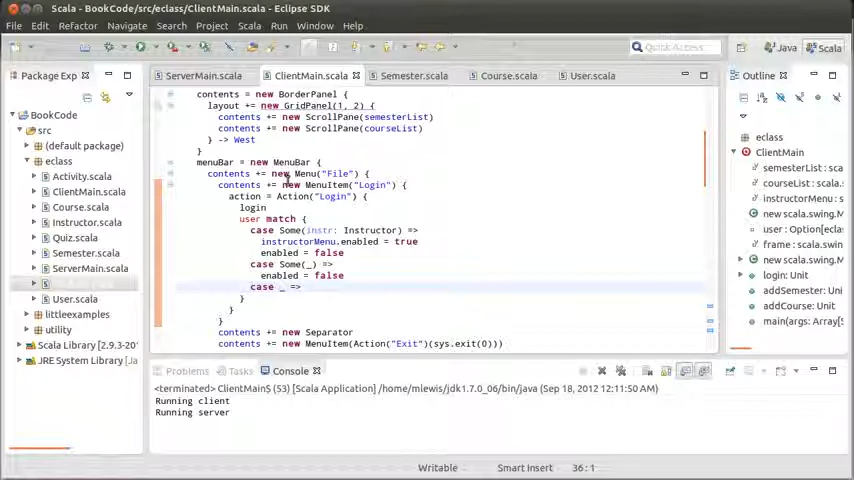 Scala - BookCode/src/eclass/ClientMain.scala - Eclipse SDK
File Edit Refactor Navigate Search Project Scala Run Window Help
Quick Access
Java
Scala
Package Exp
BookCode
src
(default package)
eclass
Activity.scala
ClientMain.scala
Course.scala
Instructor.scala
Quiz.scala
Semester.scala
ServerMain.scala
User.scala
littleexamples
utility
Scala Library [2.9.3-201
JRE System Library [Java
ServerMain.scala
ClientMain.scala
Semester.scala
Course.scala
User.scala
contents = new BorderPanel {
layout += new GridPanel(1, 2) {
contents += new ScrollPane(semesterList)
contents += new ScrollPane(courseList)
} -> West
}
menuBar = new MenuBar {
contents += new Menu("File") {
contents += new MenuItem("Login") {
action = Action("Login") {
login
user match {
case Some(instr: Instructor) =>
instructorMenu.enabled = true
enabled = false
case Some(_) =>
enabled = false
case _ =>
}
}
}
contents += new Separator
contents += new MenuItem(Action("Exit")(sys.exit(0)))
Outline
eclass
ClientMain
semesterList : scal
courseList : scala.s
instructorMenu : s
new scala.swing.M
user : Option[eclas
frame : scala.swing
new scala.swing.M
login: Unit
addSemester: Unit
addCourse: Unit
main(args: Array[S
Problems
Tasks
Console
<terminated> ClientMain$ (53) [Scala Application] /home/mlewis/jdk1.7.0_06/bin/java (Sep 18, 2012 12:11:50 AM)
Running client
Running server
Writable
Smart Insert
36 : 1